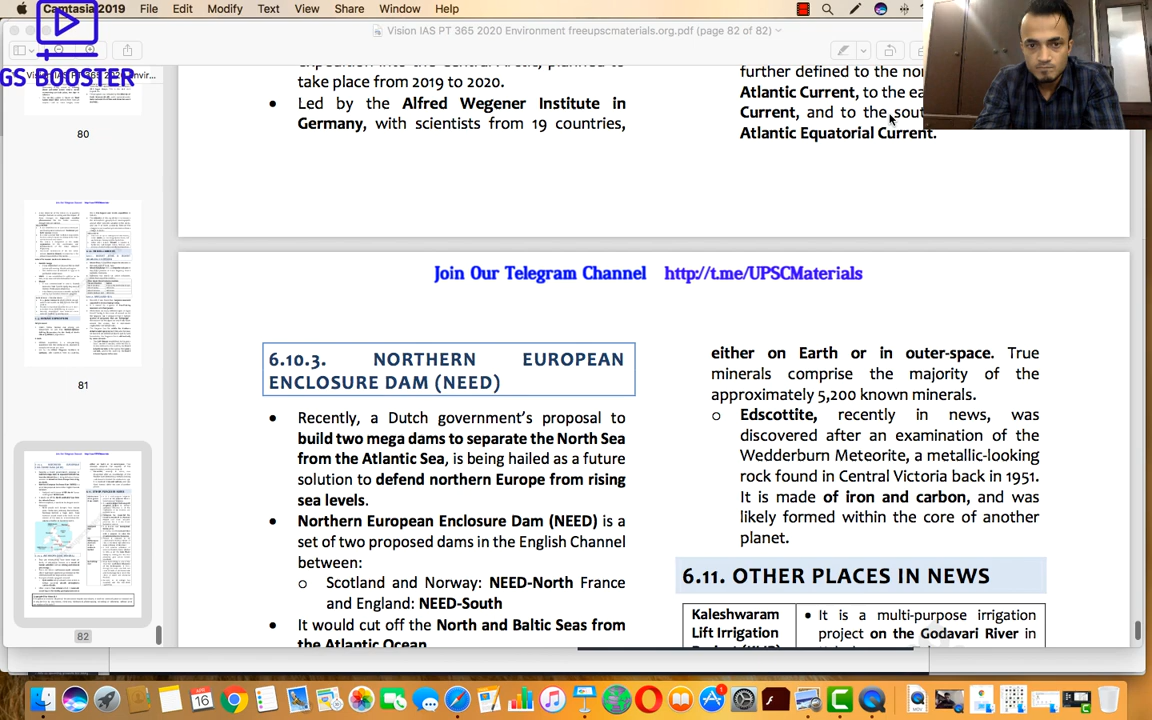 Camtasia 2019 File Edit Modify Text View Share Window Help
GS BOOSTER
Vision IAS PT 365 2020 Environment freeupscmaterials.org.pdf (page 82 of 82)
80
81
82
take place from 2019 to 2020.
• Led by the Alfred Wegener Institute in
Germany, with scientists from 19 countries,
further defined to the
Atlantic Current, to the
Current, and to the
Atlantic Equatorial Current.
Join Our Telegram Channel http://t.me/UPSCMaterials
6.10.3. NORTHERN EUROPEAN
ENCLOSURE DAM (NEED)
• Recently, a Dutch government's proposal to
build two mega dams to separate the North Sea
from the Atlantic Sea, is being hailed as a future
solution to defend northern Europe from rising
sea levels.
• Northern European Enclosure Dam (NEED) is a
set of two proposed dams in the English Channel
between:
o Scotland and Norway: NEED-North France
and England: NEED-South
• It would cut off the North and Baltic Seas from
the Atlantic Ocean
either on Earth or in outer-space. True
minerals comprise the majority of the
approximately 5,200 known minerals.
o Edscottite, recently in news, was
discovered after an examination of the
Wedderburn Meteorite, a metallic-looking
rock found in Central Victoria back in 1951.
It is made of iron and carbon, and was
likely formed within the core of another
planet.
6.11. OTHER PLACES IN NEWS
Kaleshwaram
Lift Irrigation
• It is a multi-purpose irrigation
project on the Godavari River in
APR
16